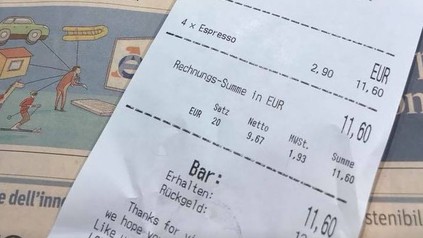 EUR
4 x Espresso 2,90 11,60
Rechnungs-Summe in EUR 11,60
Satz Netto MWSt. Summe
EUR 20 9,67 1,93 11,60
Bar: 11,60
Erhalten:
Rückgeld:
Thanks for
we hope
Like
e dell'inn
stenibil